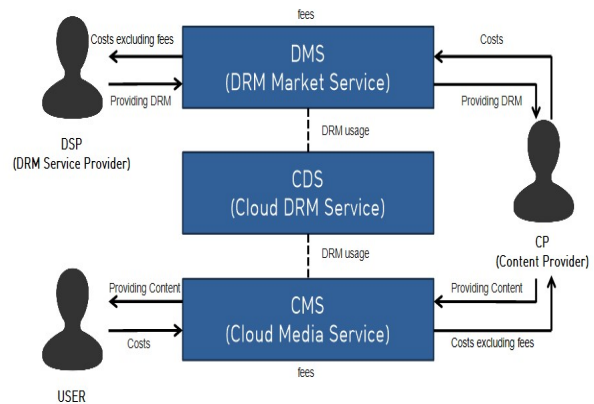 fees
Costs excluding fees
DMS
(DRM Market Service)
Costs
Providing DRM
Providing DRM
DSP
(DRM Service Provider)
DRM usage
CDS
(Cloud DRM Service)
CP
(Content Provider)
DRM usage
Providing Content
CMS
(Cloud Media Service)
Providing Content
Costs
Costs excluding fees
fees
USER